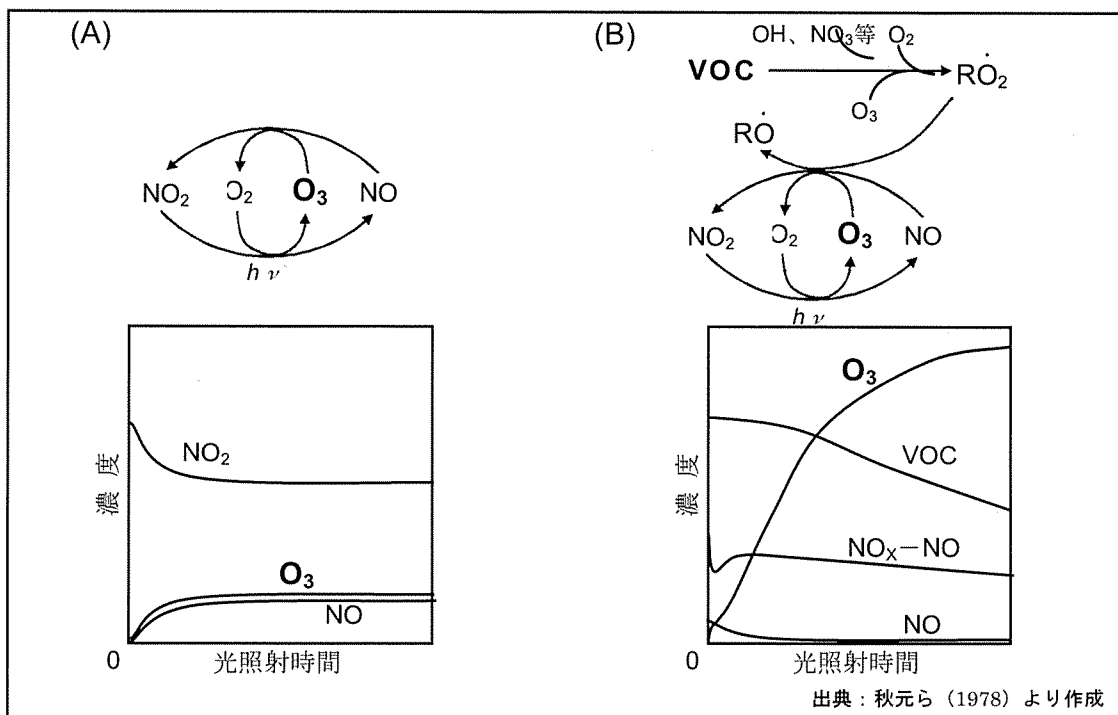 (A)
NO₂ O₂ O₃ NO
hν
濃度
NO₂
O₃
NO
0
光照射時間
(B)
OH、NO₃等 O₂
VOC RȮ₂
O₃
RȮ
NO₂ O₂ O₃ NO
hν
O₃
VOC
NOₓ－NO
NO
0
濃度
光照射時間
出典：秋元ら（1978）より作成